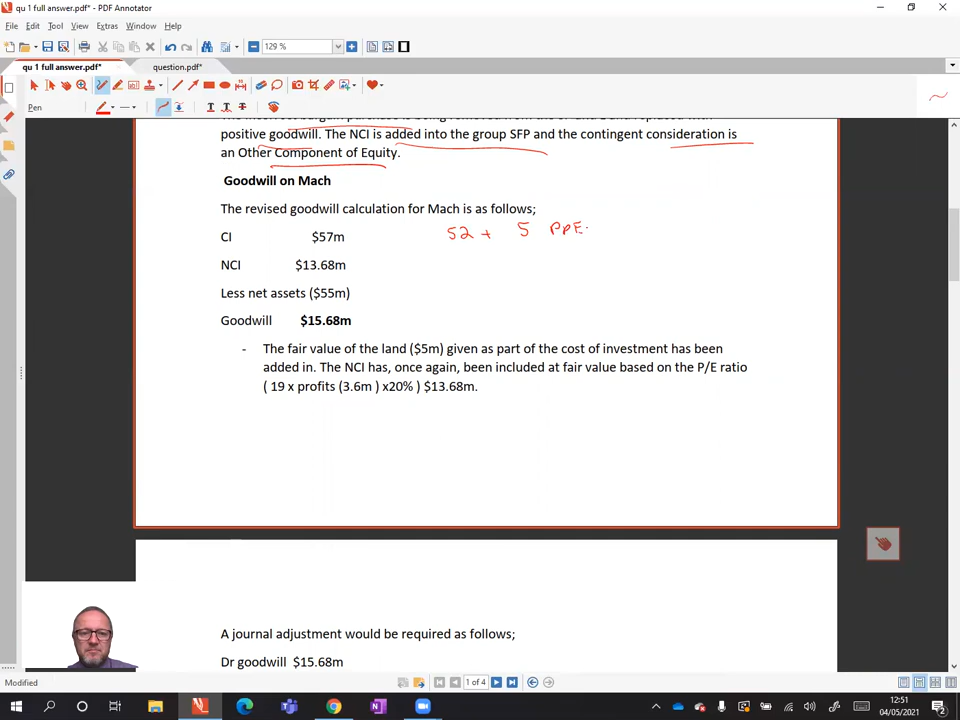 qu 1 full answer.pdf* - PDF Annotator
File Edit Tool View Extras Window Help
129 %
qu 1 full answer.pdf* question.pdf*
Pen
positive goodwill. The NCI is added into the group SFP and the contingent consideration is
an Other Component of Equity.
Goodwill on Mach
The revised goodwill calculation for Mach is as follows;
CI $57m
52 + 5 PPE
NCI $13.68m
Less net assets ($55m)
Goodwill $15.68m
- The fair value of the land ($5m) given as part of the cost of investment has been
added in. The NCI has, once again, been included at fair value based on the P/E ratio
( 19 x profits (3.6m ) x20% ) $13.68m.
A journal adjustment would be required as follows;
Dr goodwill $15.68m
Modified
1 of 4
12:51
04/05/2021